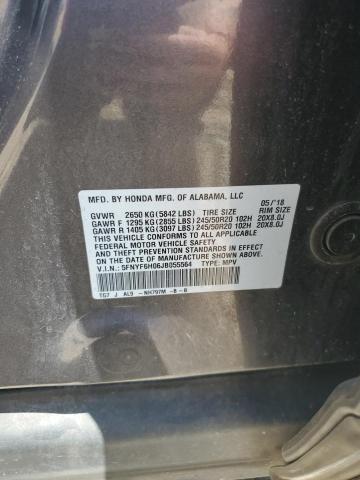 MFD. BY HONDA MFG. OF ALABAMA, LLC 05/'18
GVWR 2650 KG(5842 LBS) TIRE SIZE RIM SIZE
GAWR F 1295 KG(2855 LBS)245/50R20 102H 20X8.0J
GAWR R 1405 KG(3097 LBS)245/50R20 102H 20X8.0J
THIS VEHICLE CONFORMS TO ALL APPLICABLE
FEDERAL MOTOR VEHICLE SAFETY
AND THEFT PREVENTION STANDARDS IN EFFECT
ON THE DATE OF MANUFACTURE SHOWN ABOVE.
V.I.N.: 5FNYF6H06JB055564 TYPE: MPV
TG7 J AL9 -NH797M -B -B